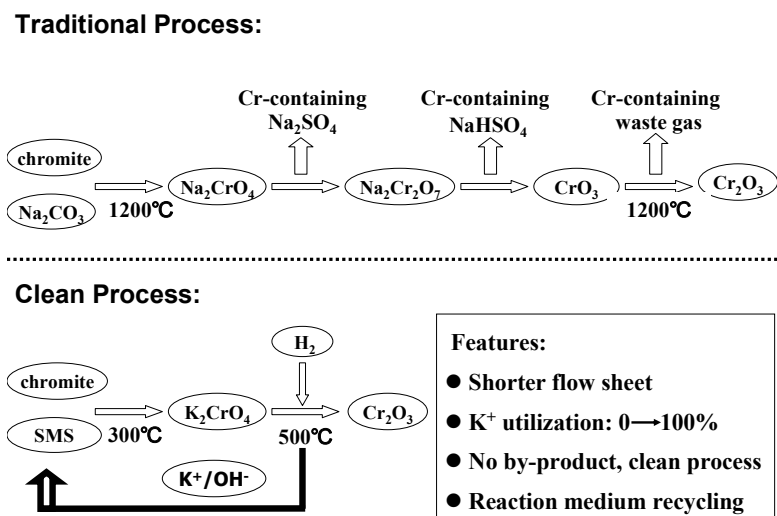 Traditional Process:
Cr-containing Na₂SO₄
Cr-containing NaHSO₄
Cr-containing waste gas
chromite
Na₂CO₃
1200℃
Na₂CrO₄
Na₂Cr₂O₇
CrO₃
1200℃
Cr₂O₃
Clean Process:
chromite
SMS
300℃
K₂CrO₄
H₂
500℃
Cr₂O₃
K⁺/OH⁻
Features:
● Shorter flow sheet
● K⁺ utilization: 0→100%
● No by-product, clean process
● Reaction medium recycling